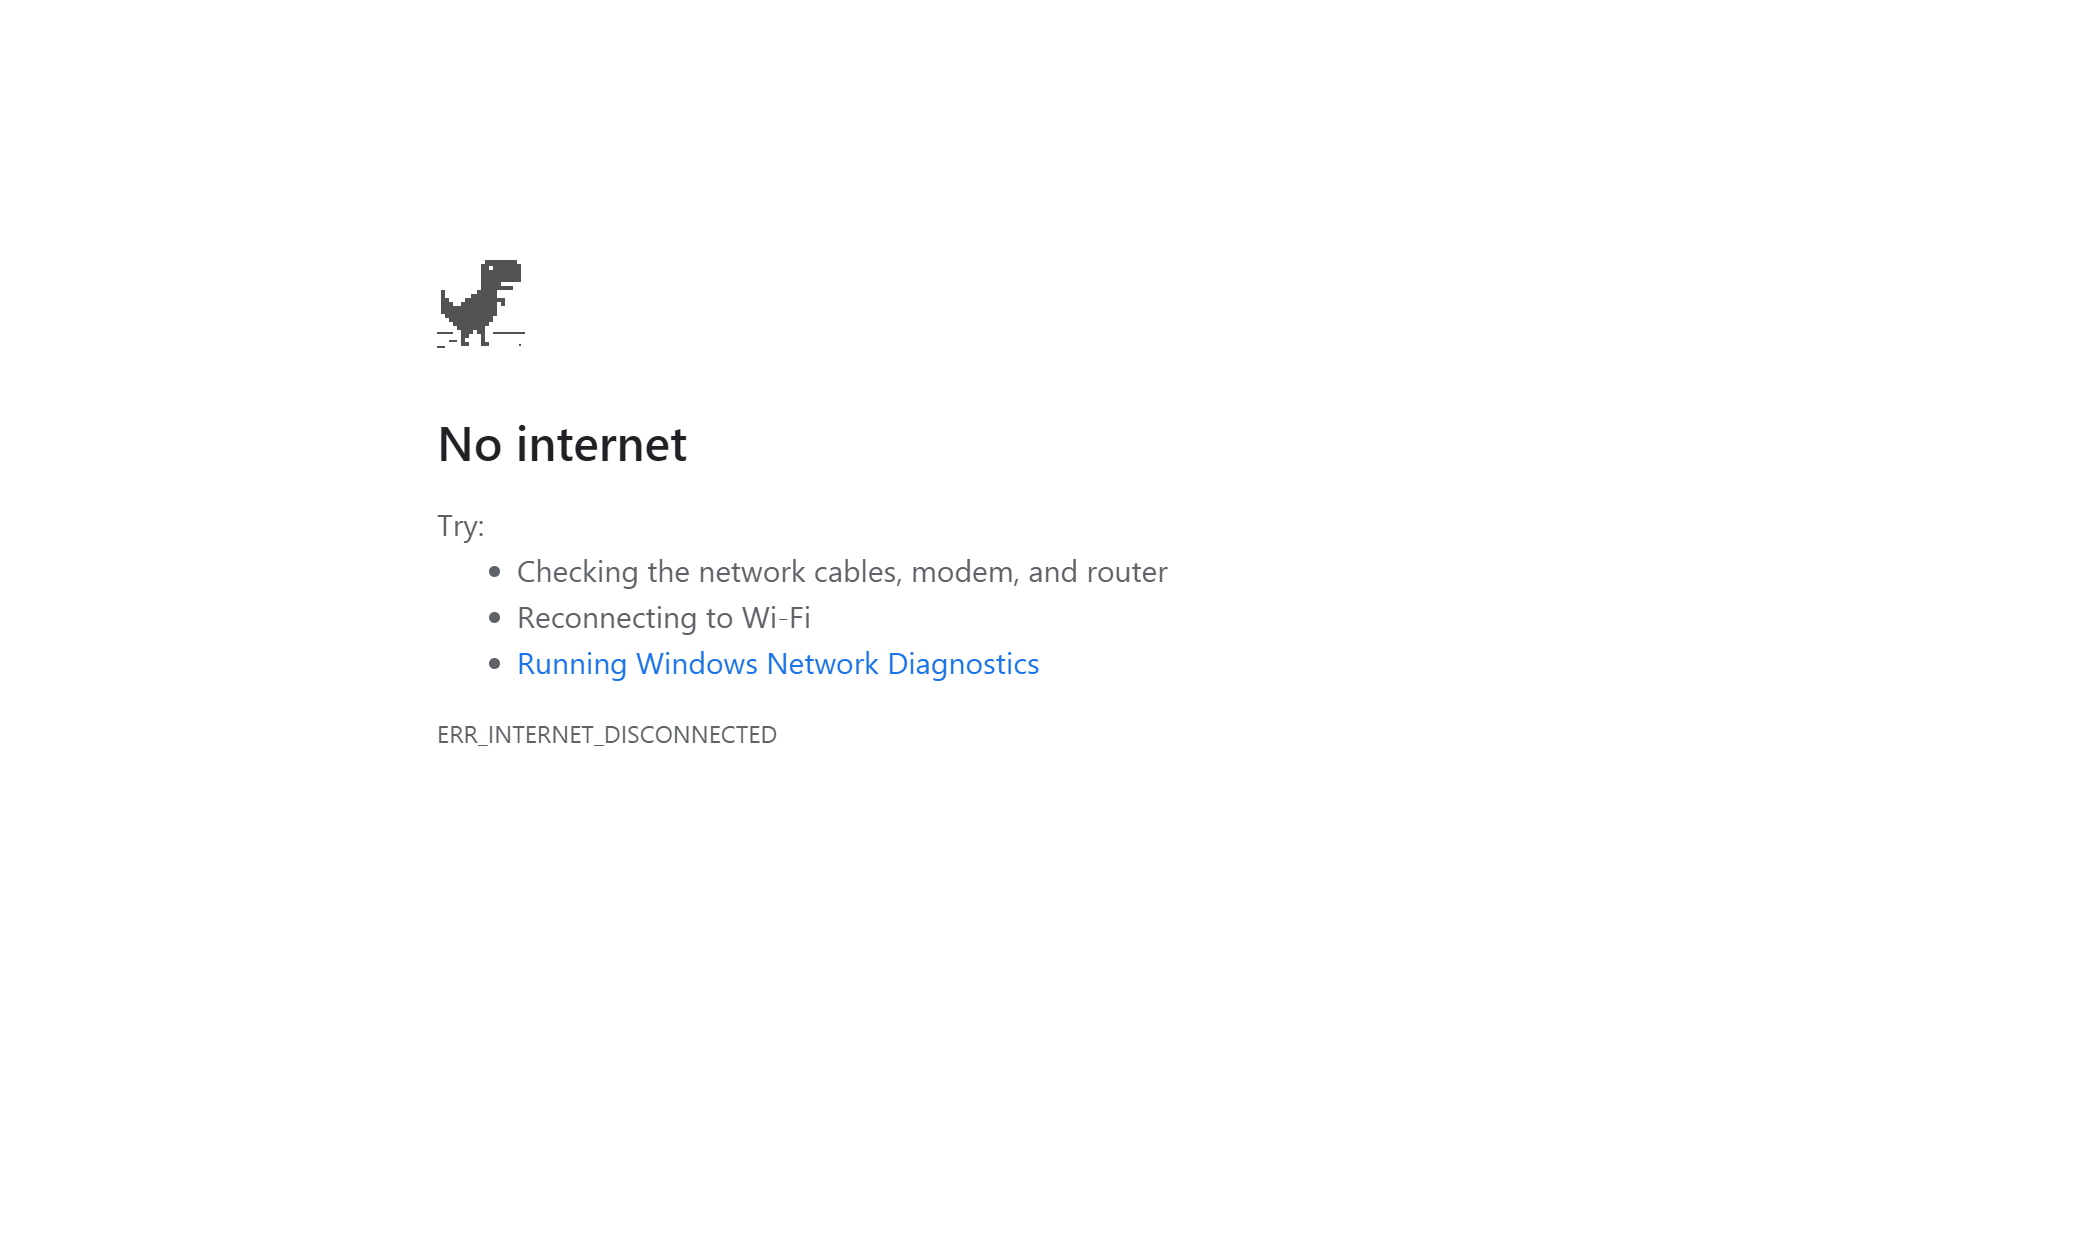 No internet
Try:
Checking the network cables, modem, and router
Reconnecting to Wi-Fi
Running Windows Network Diagnostics
ERR_INTERNET_DISCONNECTED